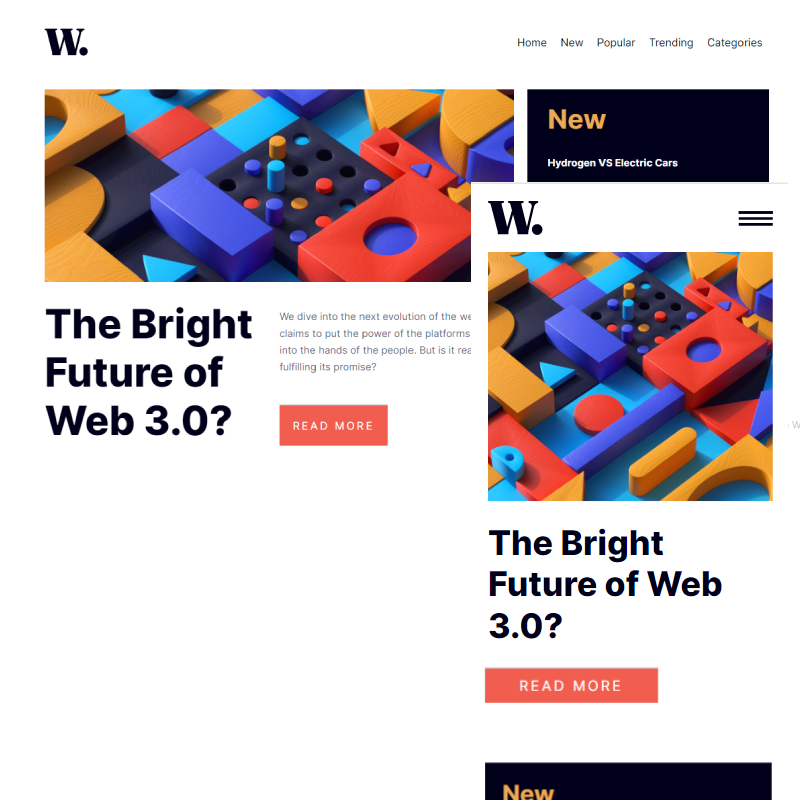 W.
Home New Popular Trending Categories
New
Hydrogen VS Electric Cars
The Bright
Future of
Web 3.0?
We dive into the next evolution of the we
claims to put the power of the platforms
into the hands of the people. But is it rea
fulfilling its promise?
READ MORE
W.
The Bright
Future of Web
3.0?
READ MORE
New